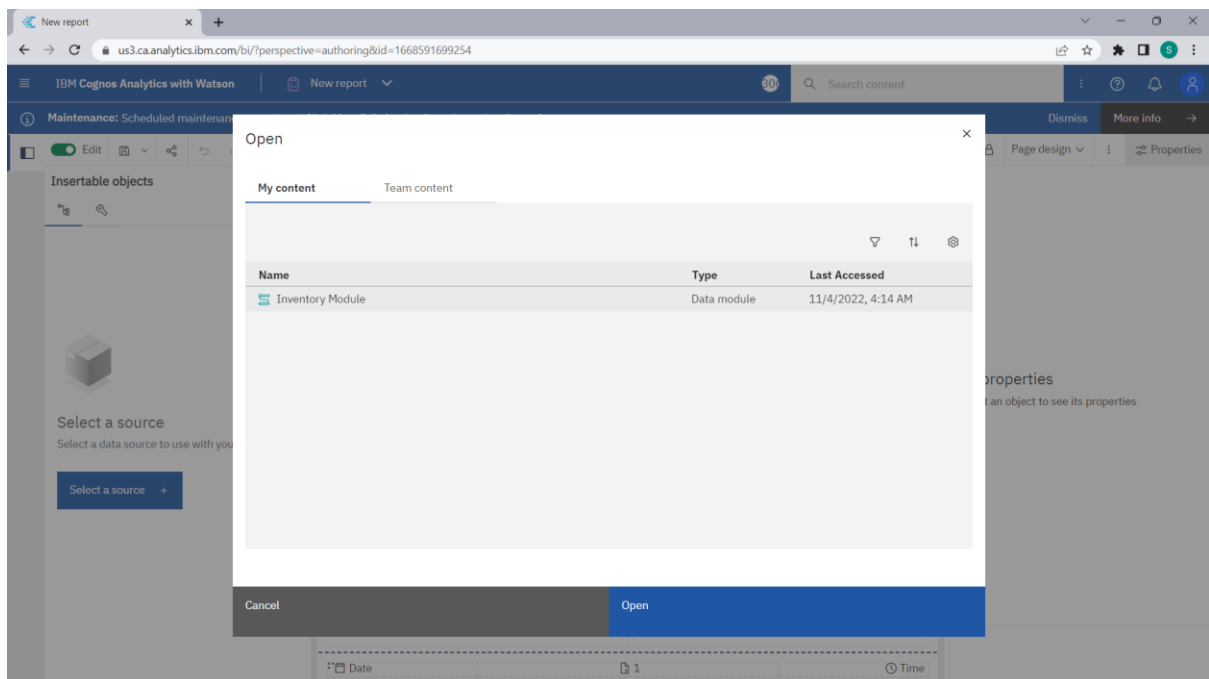 New report
us3.ca.analytics.ibm.com/bi/?perspective=authoring&id=1668591699254
S
IBM Cognos Analytics with Watson
New report
30
Search content
Maintenance: Scheduled maintenan
Dismiss
More info
Edit
Page design
Properties
Insertable objects
Open
My content
Team content
Name Type Last Accessed
Inventory Module Data module 11/4/2022, 4:14 AM
Select a source
Select a data source to use with you
Select a source +
properties
t an object to see its properties
Cancel
Open
Date 1 Time